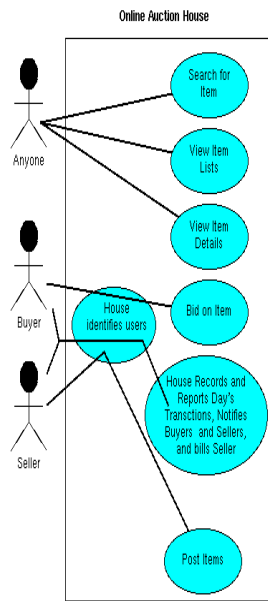 Online Auction House
Search for
Item
Anyone
View Item
Lists
View Item
Details
Buyer
House
identifies users
Bid on Item
House Records and
Reports Day's
Transctions, Notifies
Buyers and Sellers,
and bills Seller
Seller
Post Items